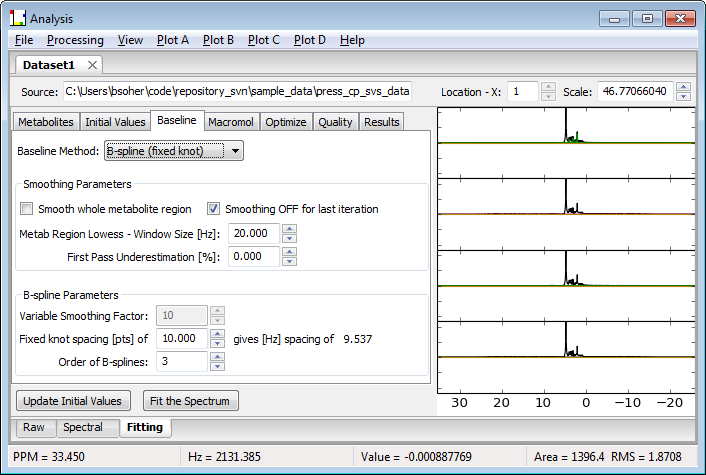 Analysis
File Processing View Plot A Plot B Plot C Plot D Help
Dataset1
Source: C:\Users\bsoher\code\repository_svn\sample_data\press_cp_svs_data Location - X: 1 Scale: 46.77066040
Metabolites Initial Values Baseline Macromol Optimize Quality Results
Baseline Method: B-spline (fixed knot)
Smoothing Parameters
Smooth whole metabolite region Smoothing OFF for last iteration
Metab Region Lowess - Window Size [Hz]: 20.000
First Pass Underestimation [%]: 0.000
B-spline Parameters
Variable Smoothing Factor: 10
Fixed knot spacing [pts] of 10.000 gives [Hz] spacing of 9.537
Order of B-splines: 3
Update Initial Values Fit the Spectrum
30 20 10 0 −10 −20
Raw Spectral Fitting
PPM = 33.450 Hz = 2131.385 Value = -0.000887769 Area = 1396.4 RMS = 1.8708